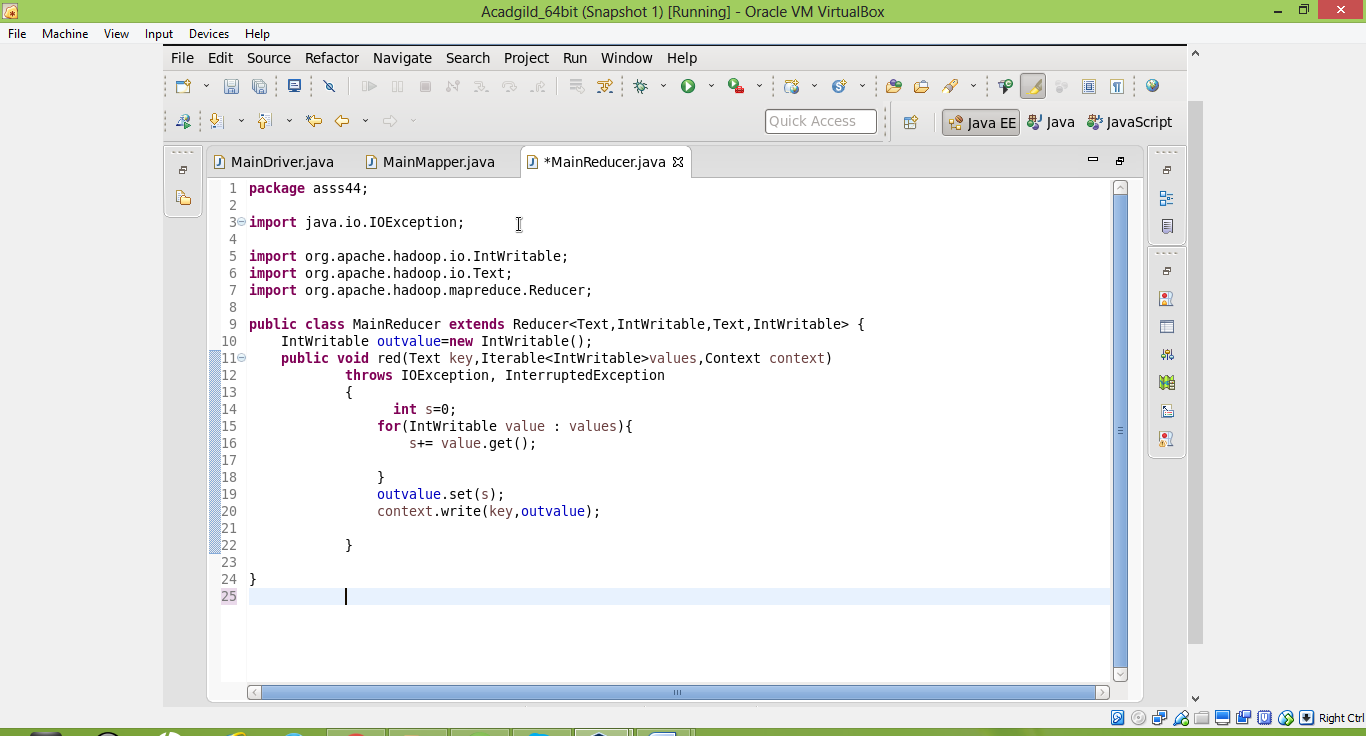 Acadgild_64bit (Snapshot 1) [Running] - Oracle VM VirtualBox
File Machine View Input Devices Help
File Edit Source Refactor Navigate Search Project Run Window Help
Quick Access Java EE Java JavaScript
MainDriver.java MainMapper.java *MainReducer.java
1 package asss44;
2
3 import java.io.IOException;
4
5 import org.apache.hadoop.io.IntWritable;
6 import org.apache.hadoop.io.Text;
7 import org.apache.hadoop.mapreduce.Reducer;
8
9 public class MainReducer extends Reducer<Text,IntWritable,Text,IntWritable> {
10 IntWritable outvalue=new IntWritable();
11 public void red(Text key,Iterable<IntWritable>values,Context context)
12 throws IOException, InterruptedException
13 {
14 int s=0;
15 for(IntWritable value : values){
16 s+= value.get();
17
18 }
19 outvalue.set(s);
20 context.write(key,outvalue);
21
22 }
23
24 }
25
Right Ctrl